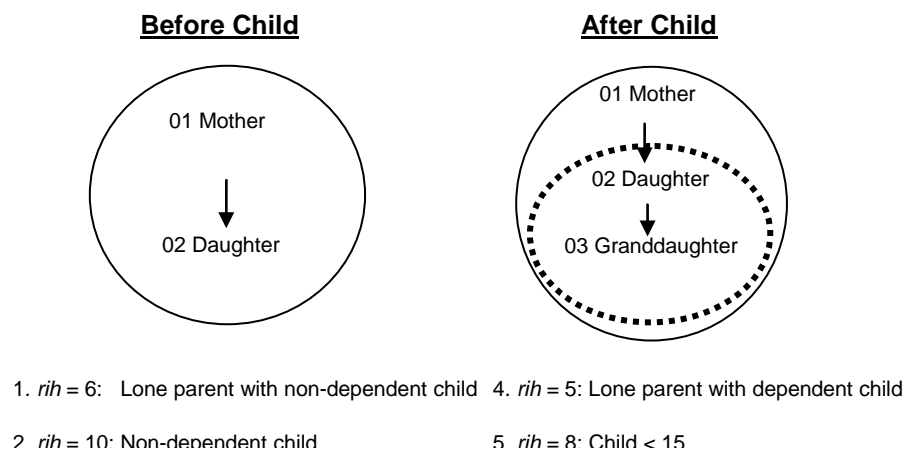 Before Child After Child
01 Mother 01 Mother
02 Daughter
02 Daughter
03 Granddaughter
1. rih = 6: Lone parent with non-dependent child 4. rih = 5: Lone parent with dependent child
2. rih = 10: Non-dependent child 5. rih = 8: Child < 15